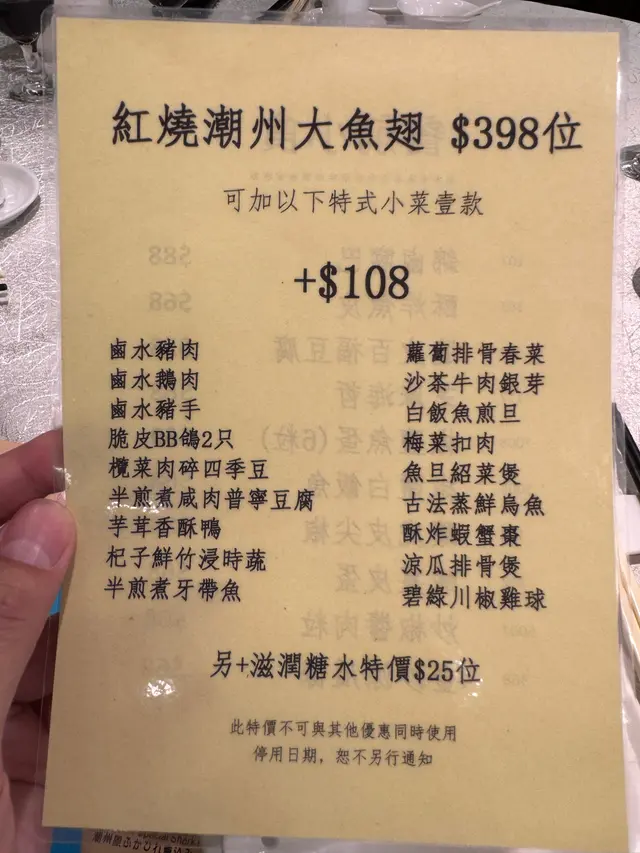 紅燒潮州大魚翅 $398位
可加以下特式小菜壹款
+$108
鹵水豬肉
鹵水鵝肉
鹵水豬手
脆皮BB鴿2只
欖菜肉碎四季豆
半煎煮咸肉普寧豆腐
芋茸香酥鴨
杞子鮮竹浸時蔬
半煎煮牙帶魚
蘿蔔排骨春菜
沙茶牛肉銀芽
白飯魚煎旦
梅菜扣肉
魚旦紹菜煲
古法蒸鮮烏魚
酥炸蝦蟹棗
涼瓜排骨煲
碧綠川椒雞球
另+滋潤糖水特價$25位
此特價不可與其他優惠同時使用
停用日期，恕不另行通知